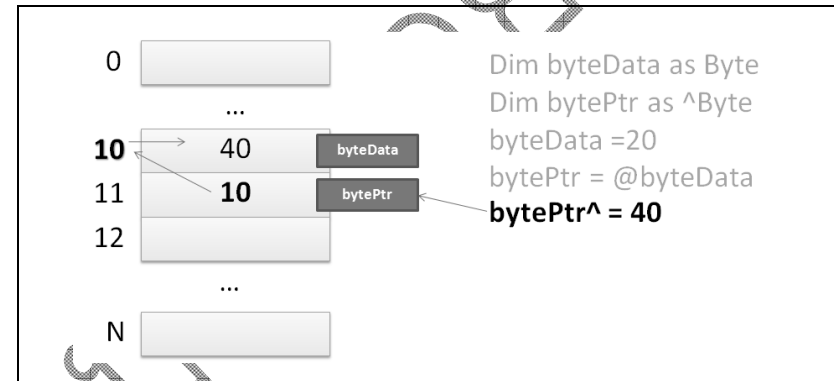 0
...
10 40 byteData
11 10 bytePtr
12
...
N
Dim byteData as Byte
Dim bytePtr as ^Byte
byteData =20
bytePtr = @byteData
bytePtr^ = 40